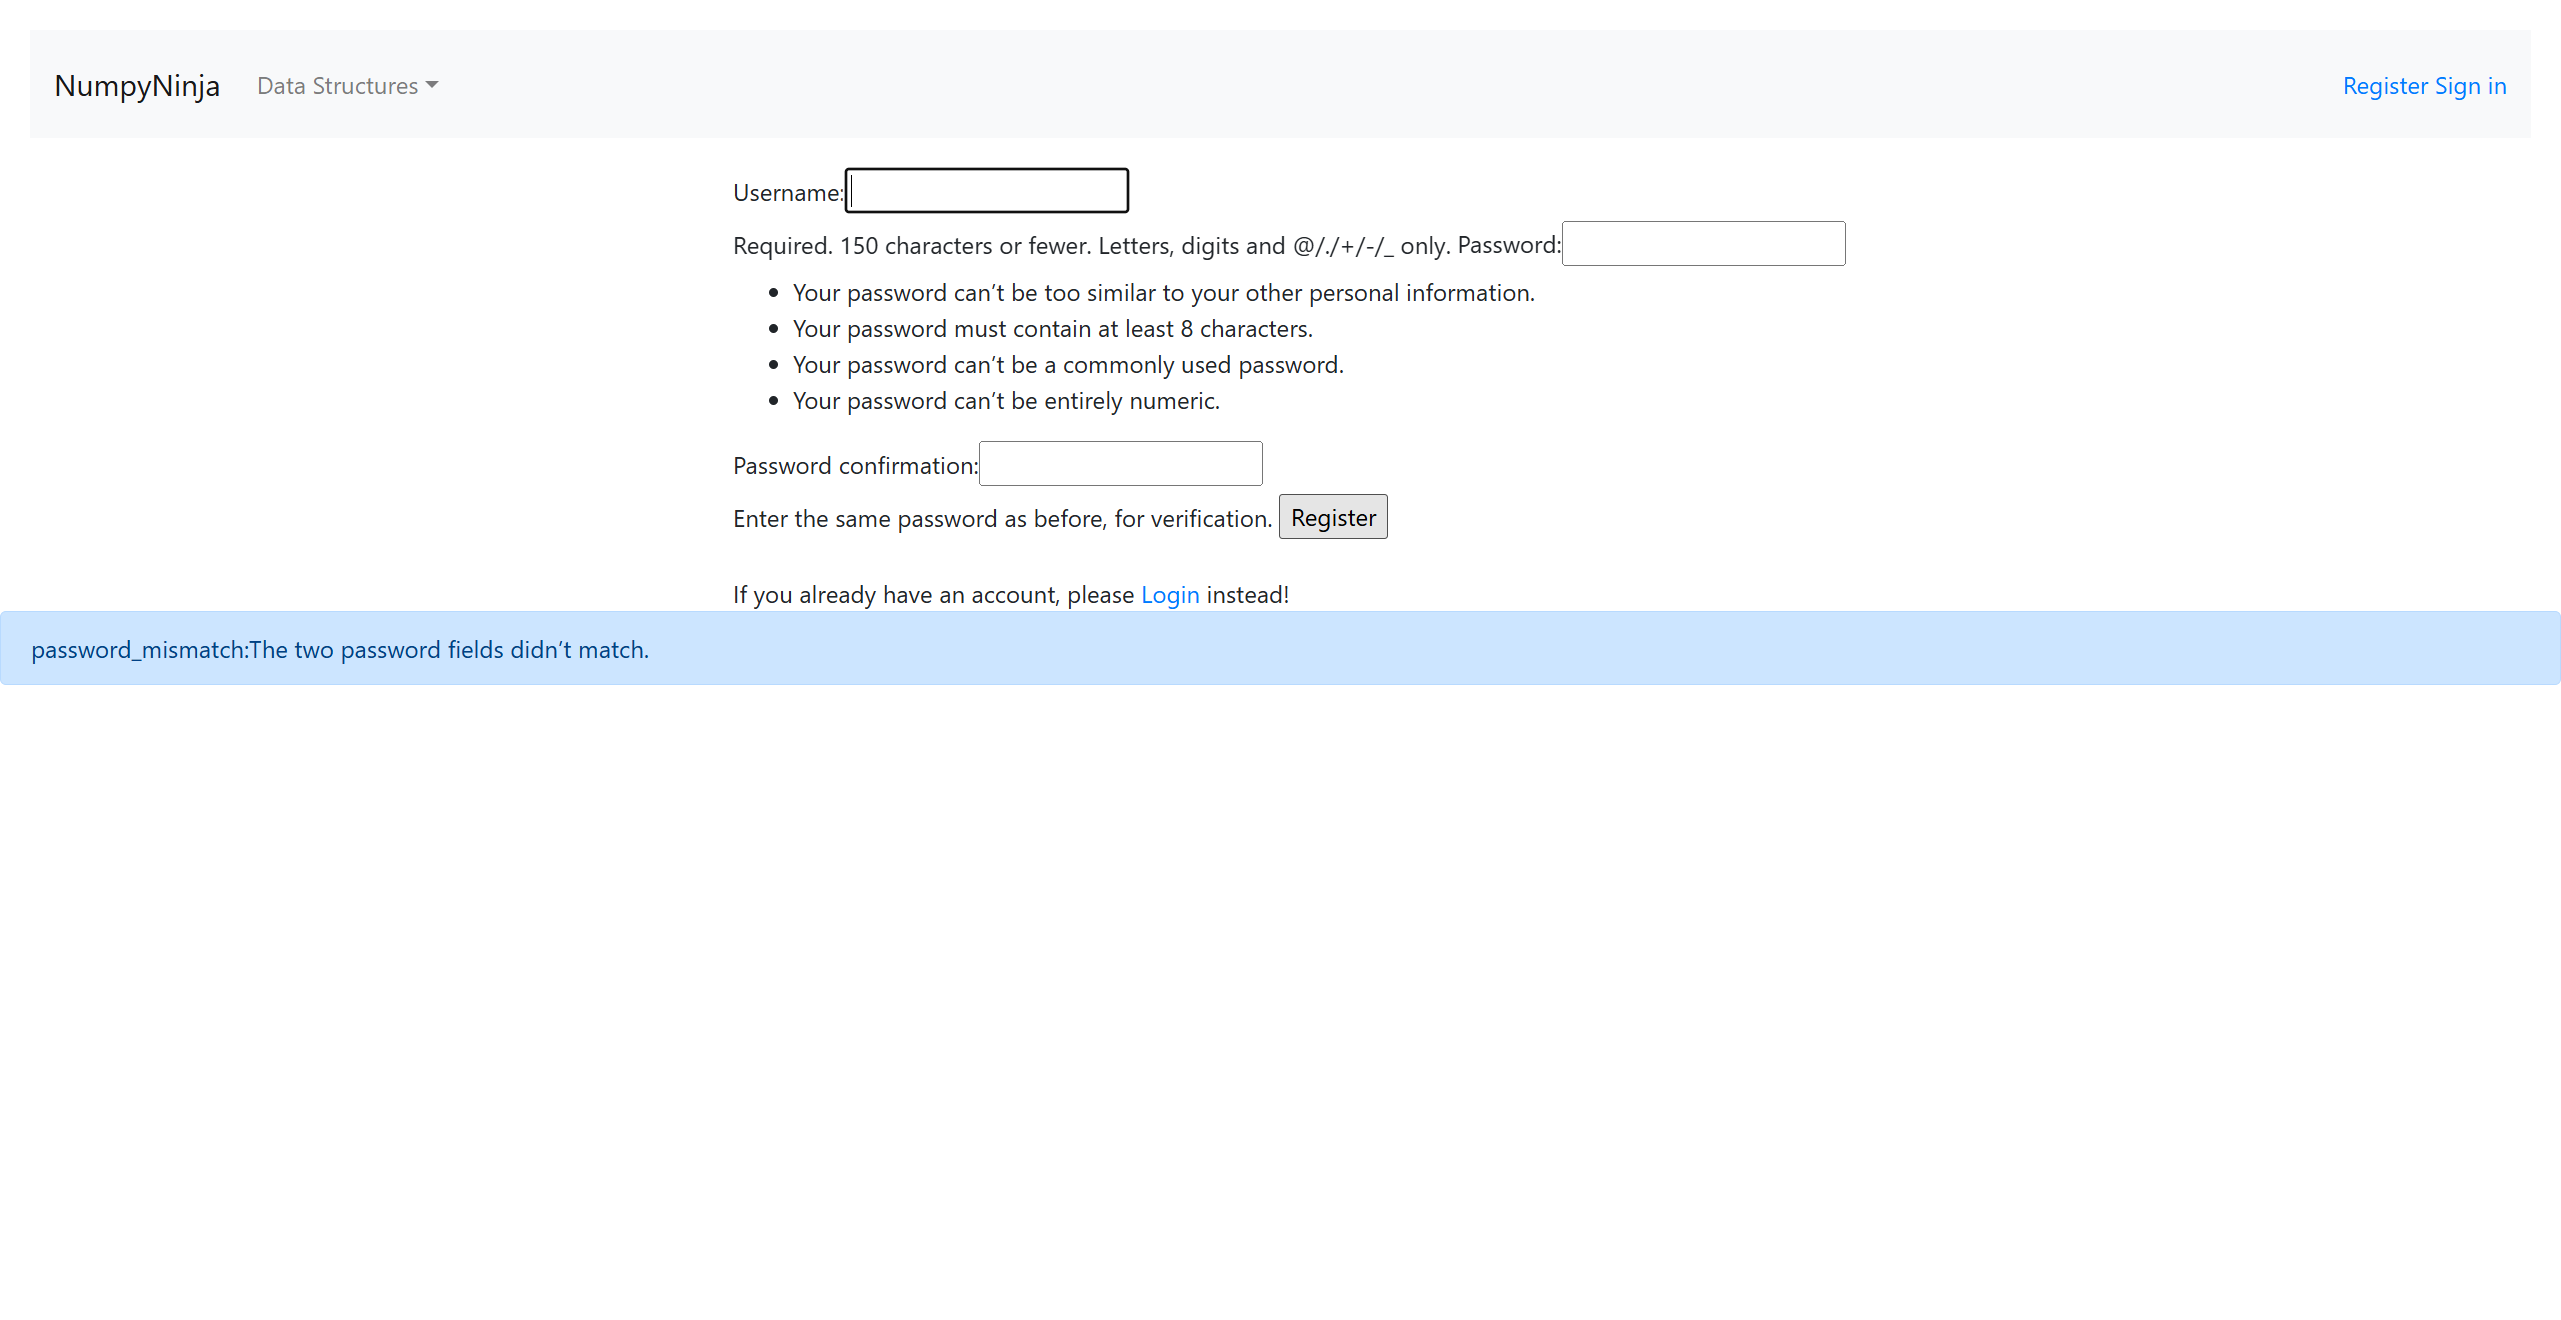 NumpyNinja Data Structures Register Sign in
Username:
Required. 150 characters or fewer. Letters, digits and @/./+/-/_ only. Password:
Your password can’t be too similar to your other personal information.
Your password must contain at least 8 characters.
Your password can’t be a commonly used password.
Your password can’t be entirely numeric.
Password confirmation:
Enter the same password as before, for verification. Register
If you already have an account, please Login instead!
password_mismatch:The two password fields didn’t match.